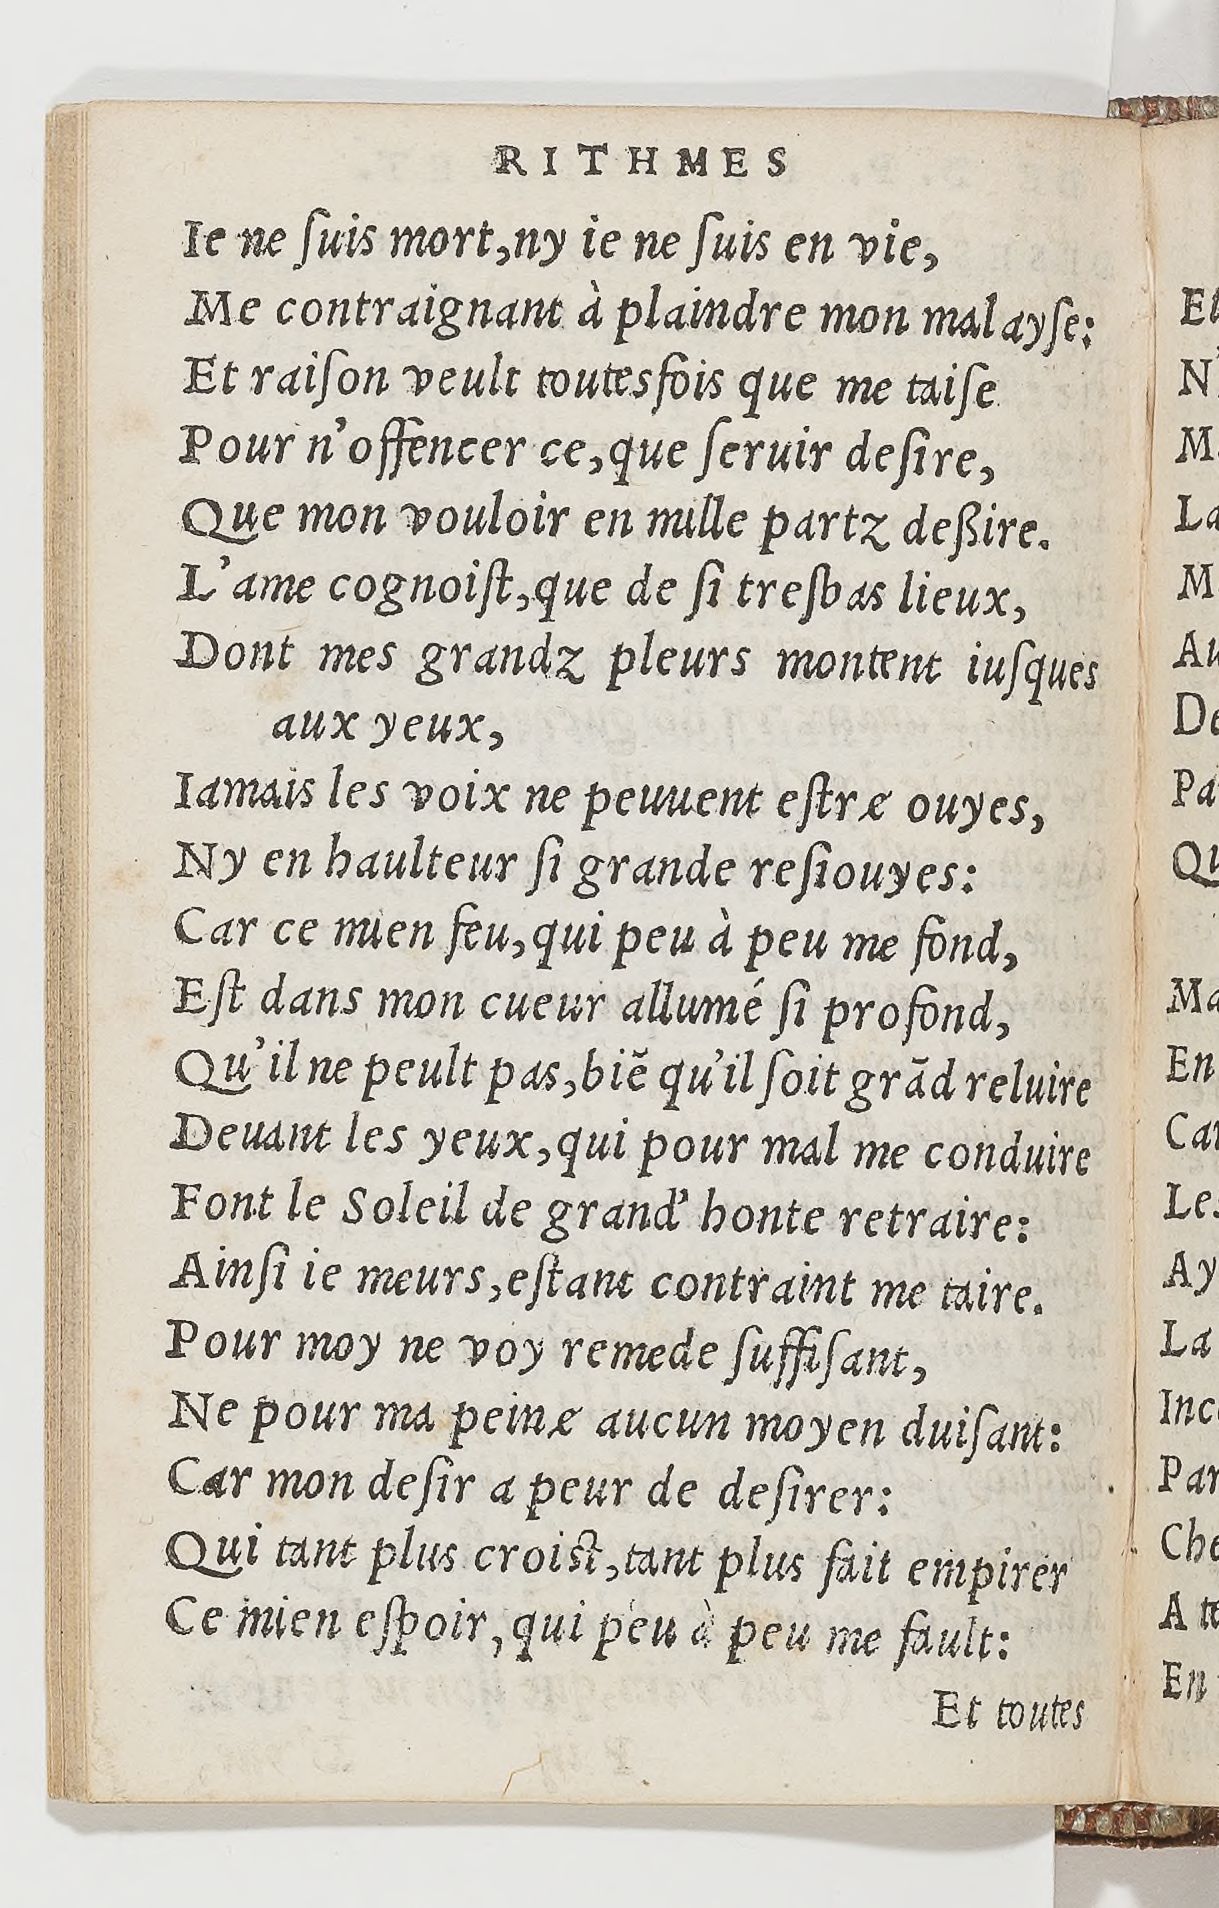 RITHMES
Ie ne ſuis mort,ny ie ne ſuis en vie,
Me contraignant à plaindre mon mal ayſe:
Et raiſon veult toutesfois que me taiſe
Pour n'offencer ce,que ſeruir deſire,
Que mon vouloir en mille partz deßire.
L'ame cognoiſt,que de ſi treſbas lieux,
Dont mes grandz pleurs montent iuſques
aux yeux,
Iamais les voix ne peuuent eſtre ouyes,
Ny en haulteur ſi grande reſiouyes:
Car ce mien feu,qui peu à peu me fond,
Eſt dans mon cueur allumé ſi profond,
Qu'il ne peult pas,biẽ qu'il ſoit grãd reluire
Deuant les yeux,qui pour mal me conduire
Font le Soleil de grand' honte retraire:
Ainſi ie meurs,eſtant contraint me taire.
Pour moy ne voy remede ſuffiſant,
Ne pour ma peine aucun moyen duiſant:
Car mon deſir a peur de deſirer:
Qui tant plus croiſt,tant plus fait empirer
Ce mien eſpoir,qui peu à peu me fault:
Et toutes
Et
N'
M
La
M
Au
De
Pa
Qu
Ma
En
Car
Les
Ay
La
Inc
Par
Che
A
En